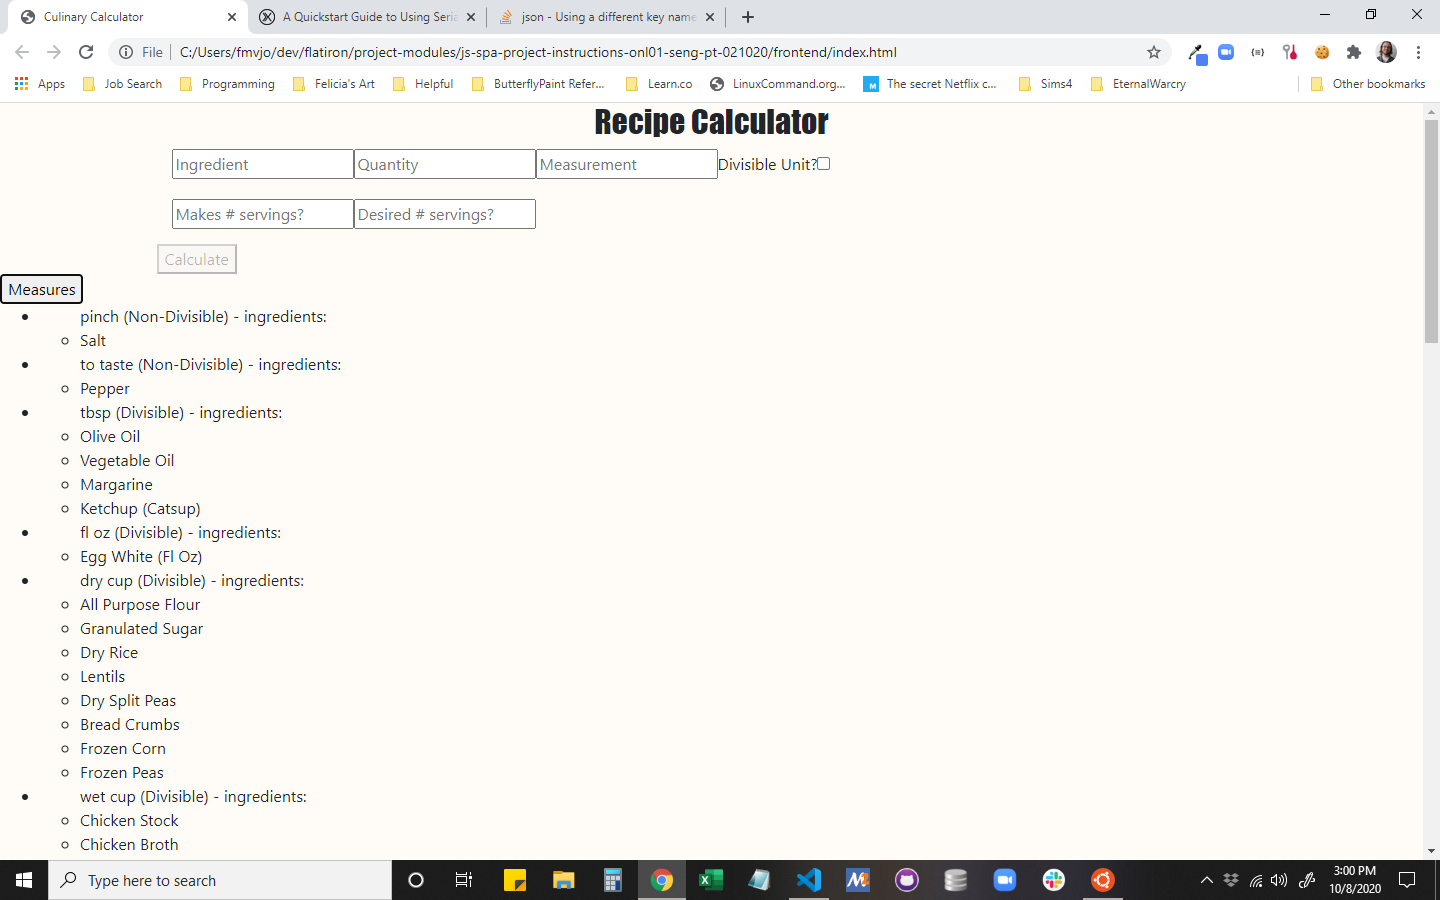 Culinary Calculator
A Quickstart Guide to Using Seria
json - Using a different key name
File
C:/Users/fmvjo/dev/flatiron/project-modules/js-spa-project-instructions-onl01-seng-pt-021020/frontend/index.html
Apps
Job Search
Programming
Felicia's Art
Helpful
ButterflyPaint Refer...
Learn.co
LinuxCommand.org...
The secret Netflix c...
Sims4
EternalWarcry
Other bookmarks
Recipe Calculator
Ingredient
Quantity
Measurement
Divisible Unit?
Makes # servings?
Desired # servings?
Calculate
Measures
pinch (Non-Divisible) - ingredients:
Salt
to taste (Non-Divisible) - ingredients:
Pepper
tbsp (Divisible) - ingredients:
Olive Oil
Vegetable Oil
Margarine
Ketchup (Catsup)
fl oz (Divisible) - ingredients:
Egg White (Fl Oz)
dry cup (Divisible) - ingredients:
All Purpose Flour
Granulated Sugar
Dry Rice
Lentils
Dry Split Peas
Bread Crumbs
Frozen Corn
Frozen Peas
wet cup (Divisible) - ingredients:
Chicken Stock
Chicken Broth
Type here to search
3:00 PM
10/8/2020